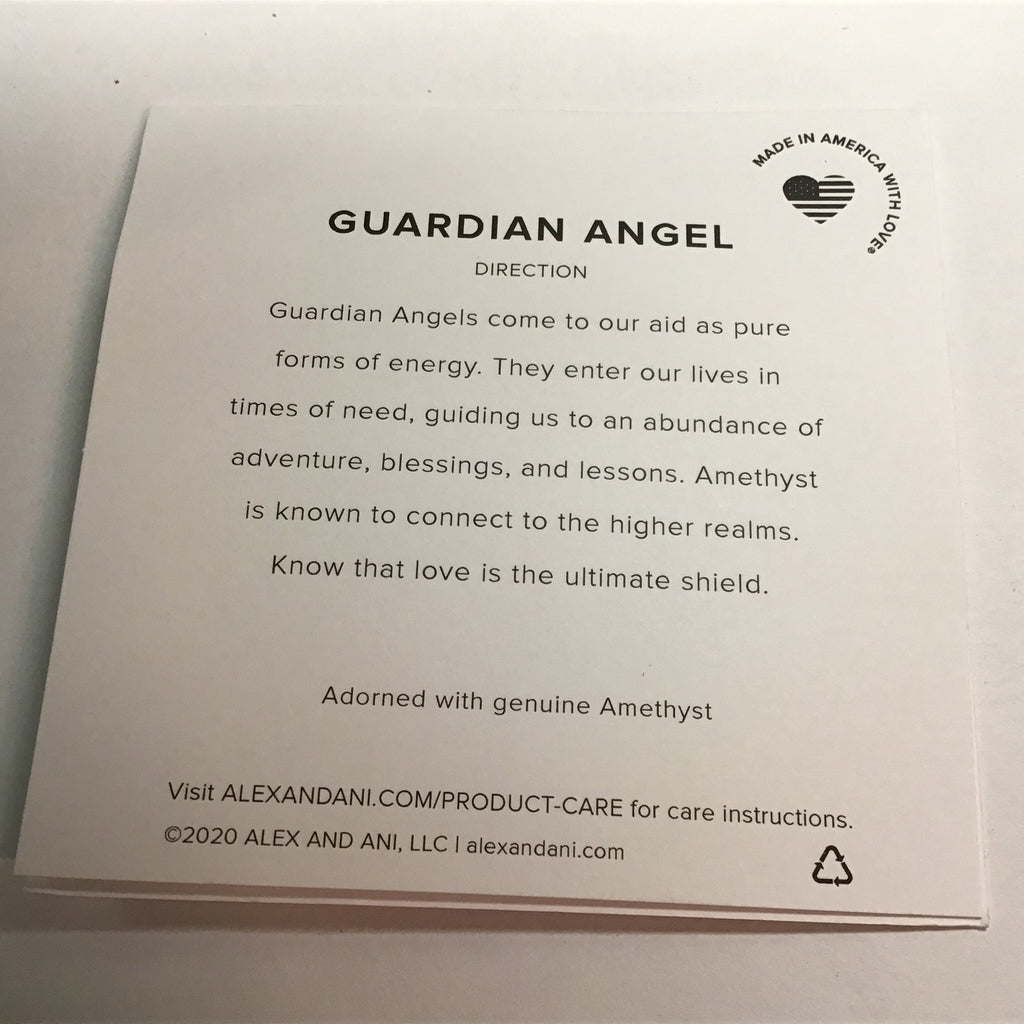 MADE IN AMERICA WITH LOVE®
GUARDIAN ANGEL
DIRECTION
Guardian Angels come to our aid as pure
forms of energy. They enter our lives in
times of need, guiding us to an abundance of
adventure, blessings, and lessons. Amethyst
is known to connect to the higher realms.
Know that love is the ultimate shield.
Adorned with genuine Amethyst
Visit ALEXANDANI.COM/PRODUCT-CARE for care instructions.
©2020 ALEX AND ANI, LLC | alexandani.com